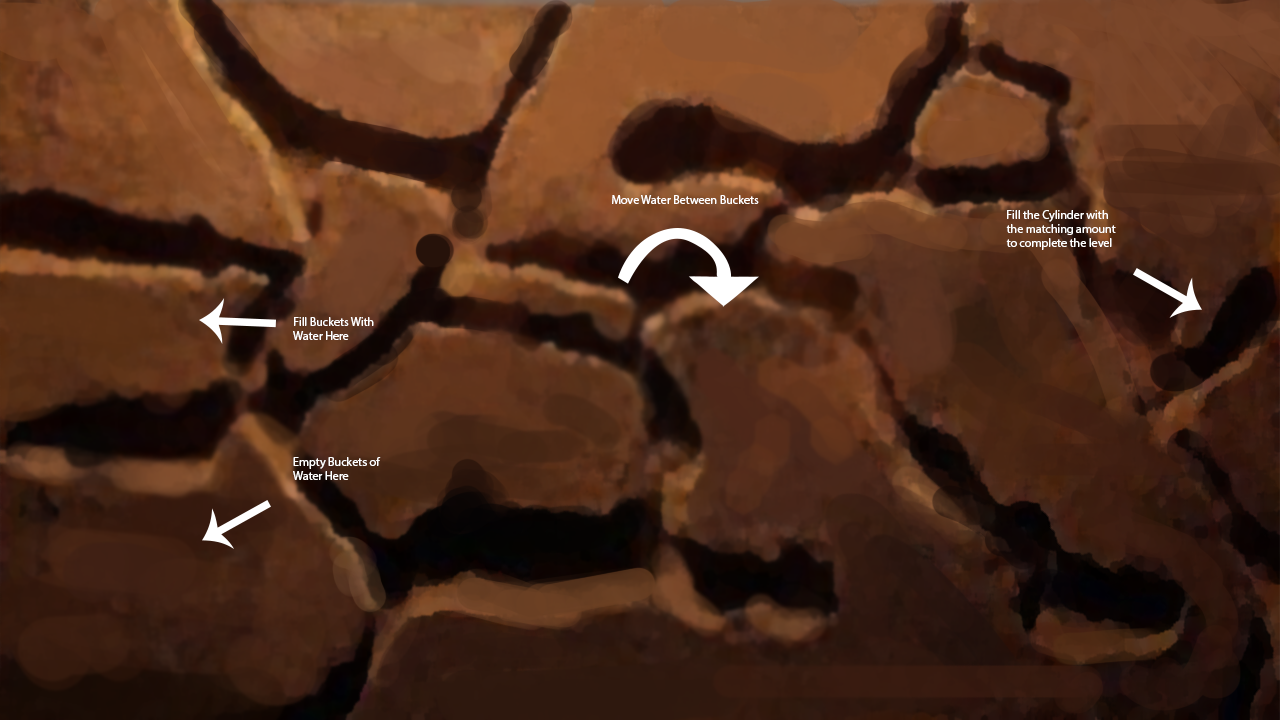 Move Water Between Buckets
Fill the Cylinder with
the matching amount
to complete the level
Fill Buckets With
Water Here
Empty Buckets of
Water Here